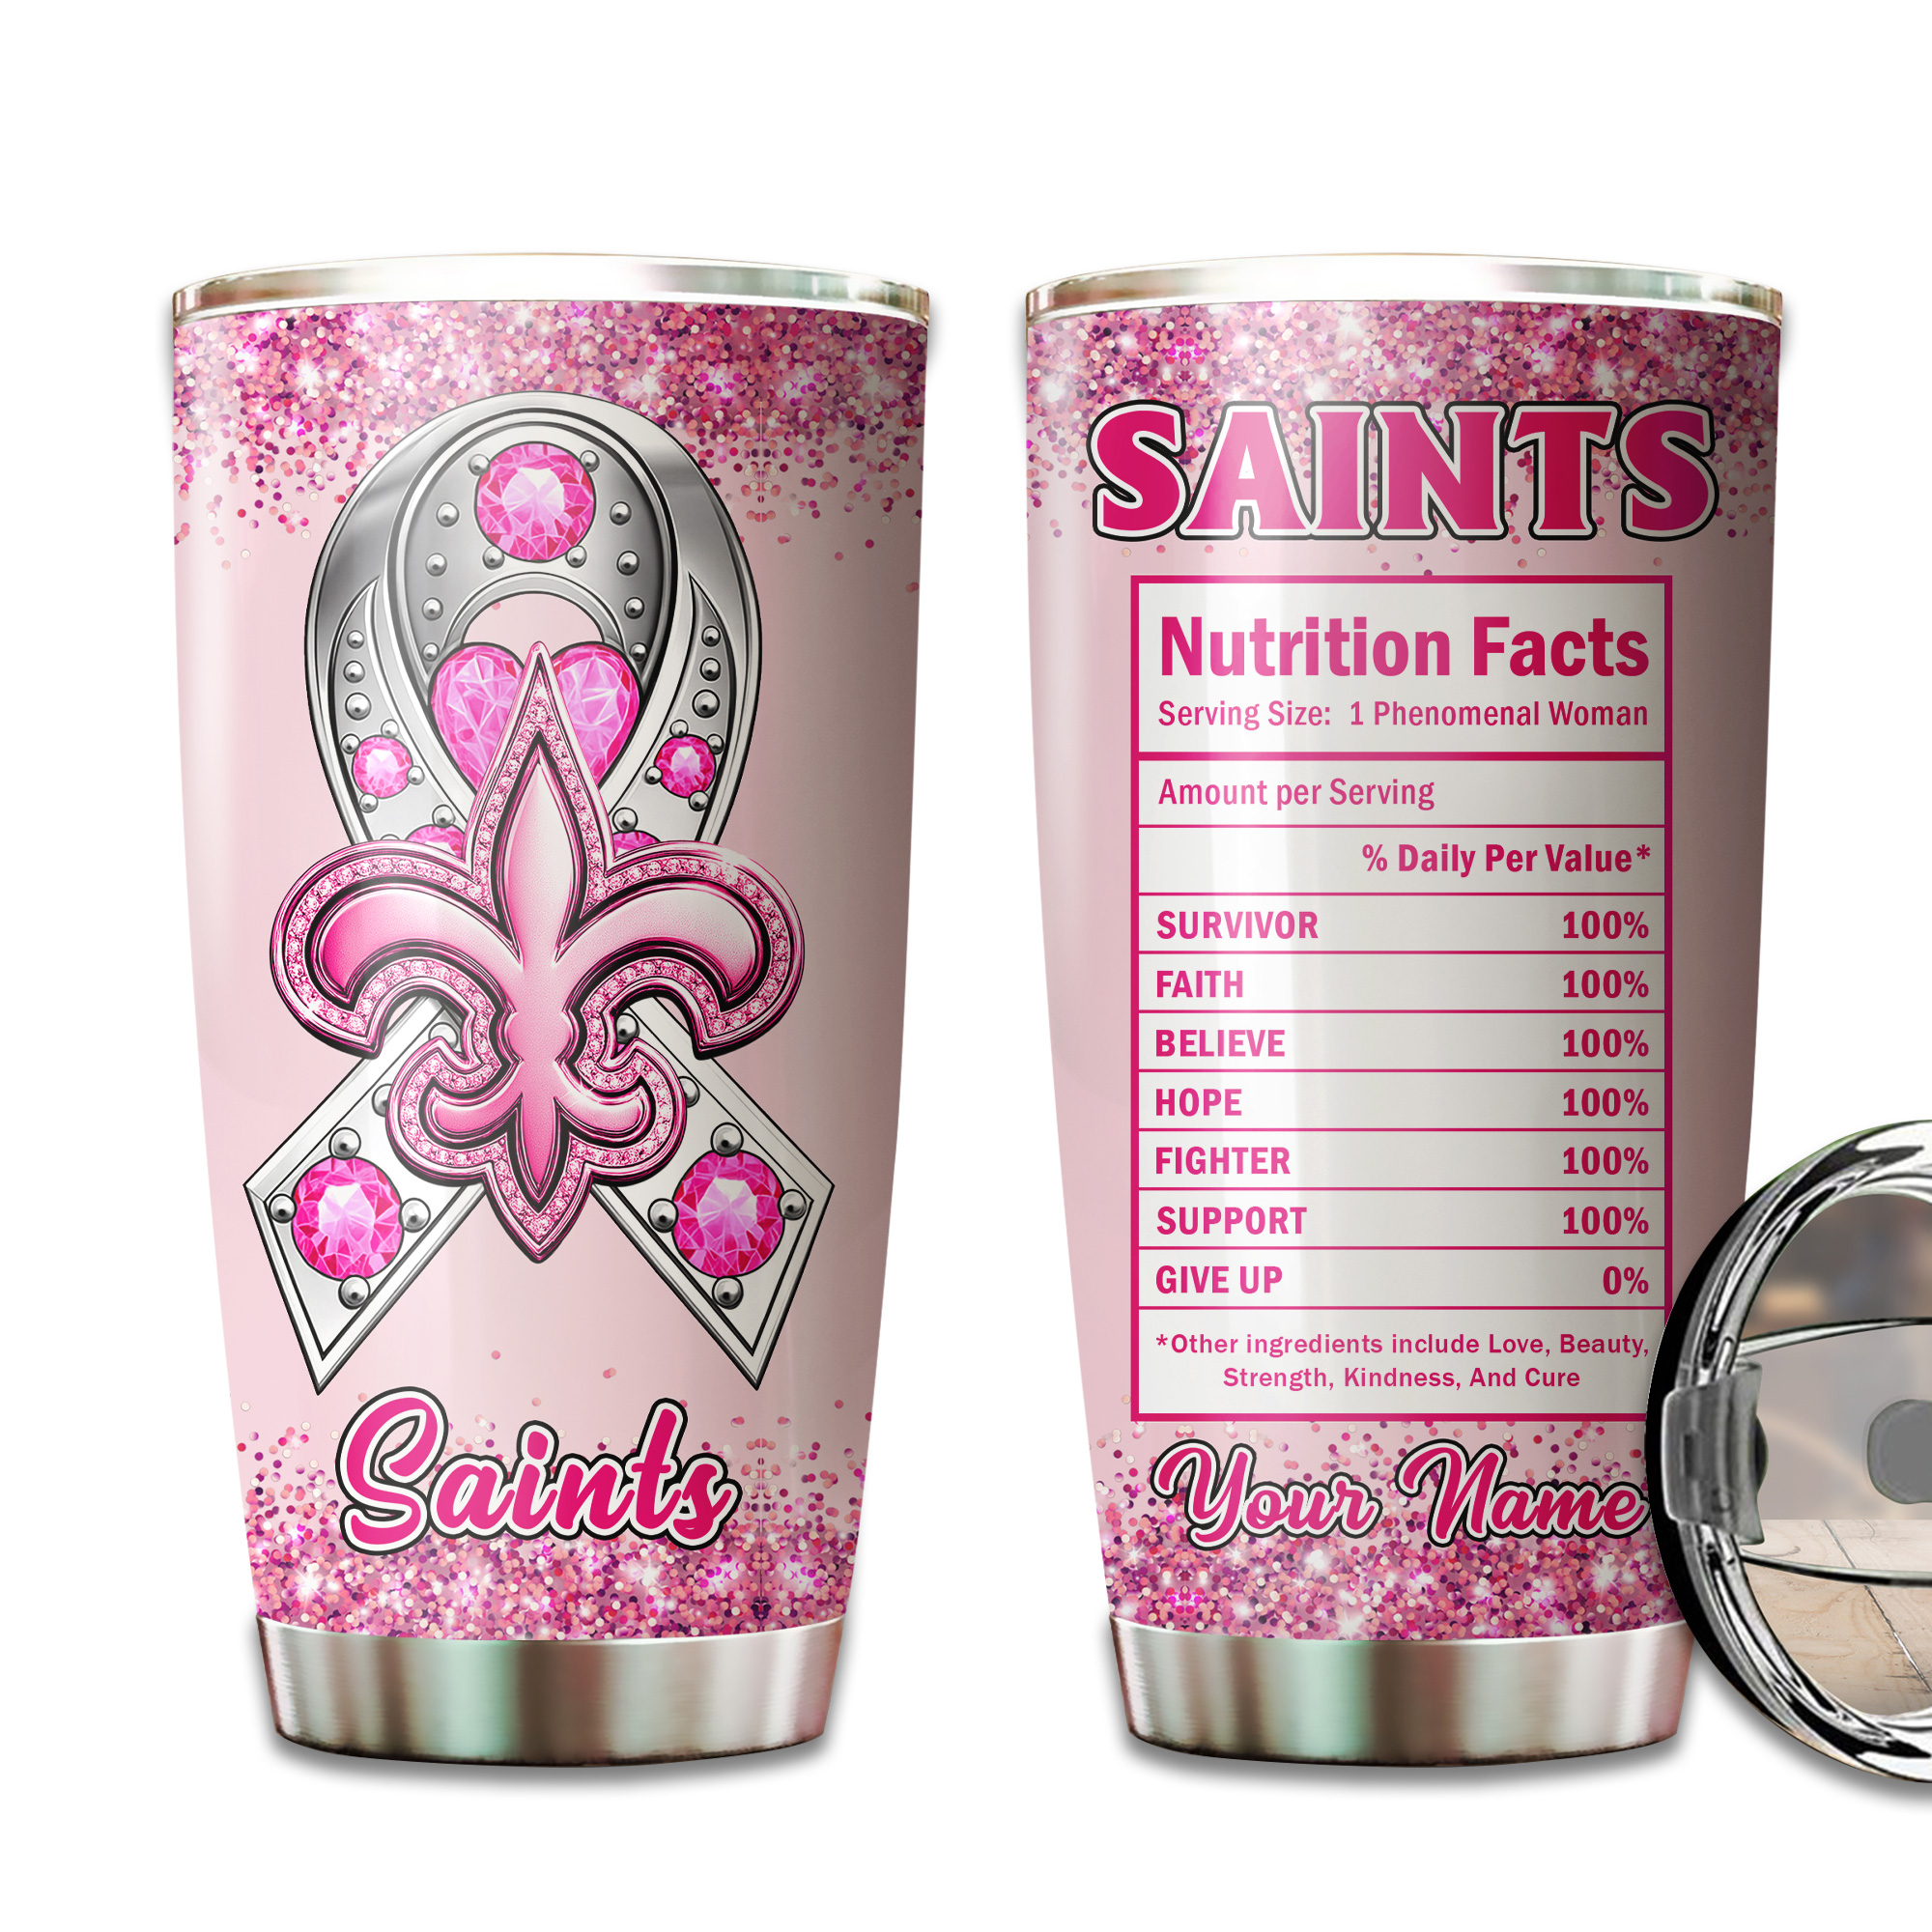 Saints
SAINTS
Nutrition Facts
Serving Size: 1 Phenomenal Woman
Amount per Serving
% Daily Per Value*
SURVIVOR 100%
FAITH 100%
BELIEVE 100%
HOPE 100%
FIGHTER 100%
SUPPORT 100%
GIVE UP 0%
*Other ingredients include Love, Beauty,
Strength, Kindness, And Cure
Your Name